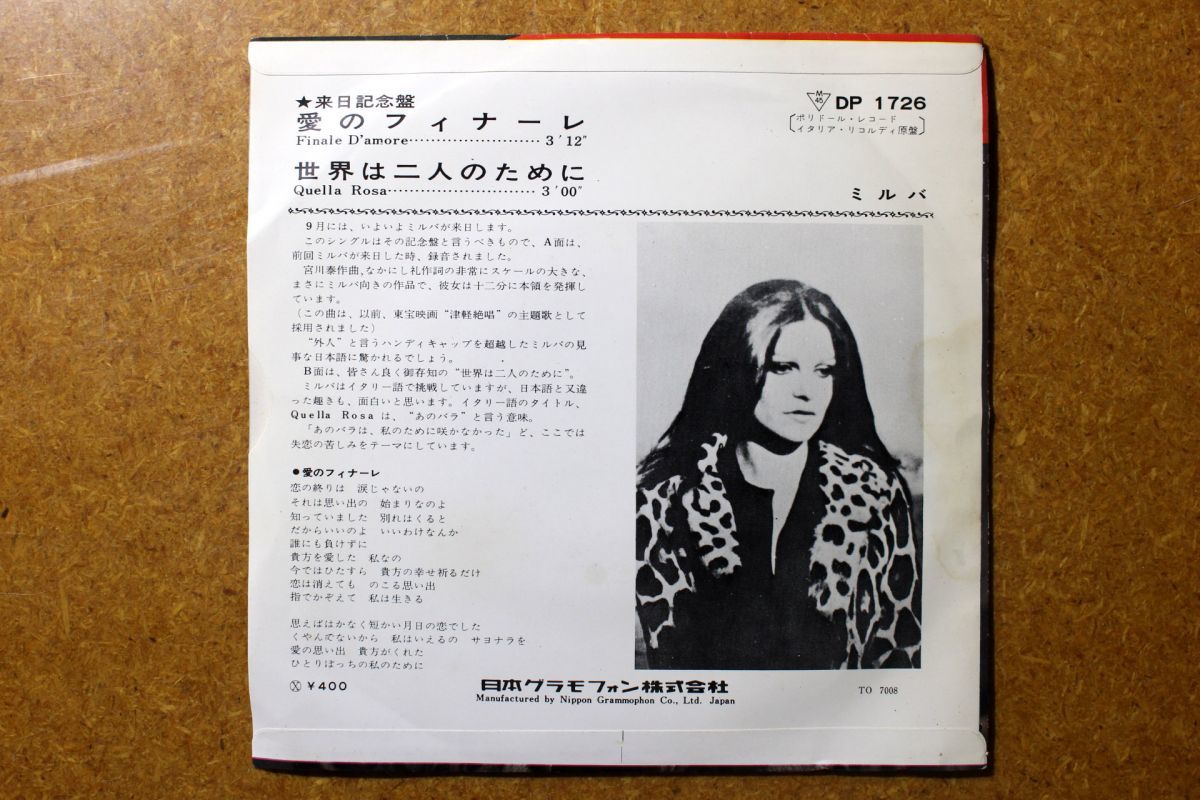 ★来日記念盤
愛のフィナーレ
Finale D'amore························3′12″
世界は二人のために
Quella Rosa···························3′00″
M
45
DP 1726
ポリドール・レコード
イタリア・リコルディ原盤
ミルバ
9月には、いよいよミルバが来日します。
このシングルはその記念盤と言うべきもので、A面は、
前回ミルバが来日した時、録音されました。
宮川泰作曲、なかにし礼作詞の非常にスケールの大きな、
まさにミルバ向きの作品で、彼女は十二分に本領を発揮し
ています。
(この曲は、以前、東宝映画“津軽絶唱”の主題歌として
採用されました)
“外人”と言うハンディキャップを超越したミルバの見
事な日本語に驚かれるでしょう。
B面は、皆さん良く御存知の“世界は二人のために”。
ミルバはイタリー語で挑戦していますが、日本語と又違
った趣きも、面白いと思います。イタリー語のタイトル、
Quella Rosa は、“あのバラ”と言う意味。
「あのバラは、私のために咲かなかった」ど、ここでは
失恋の苦しみをテーマにしています。
●愛のフィナーレ
恋の終りは 涙じゃないの
それは思い出の 始まりなのよ
知っていました 別れはくると
だからいいのよ いいわけなんか
誰にも負けずに
貴方を愛した 私なの
今ではひたすら 貴方の幸せ祈るだけ
恋は消えても のこる思い出
指でかぞえて 私は生きる
思えばはかなく短かい月日の恋でした
くやんでないから 私はいえるの サヨナラを
愛の思い出 貴方がくれた
ひとりぼっちの私のために
Ⓧ ¥400
日本グラモフォン株式会社
Manufactured by Nippon Grammophon Co., Ltd. Japan
TO 7008